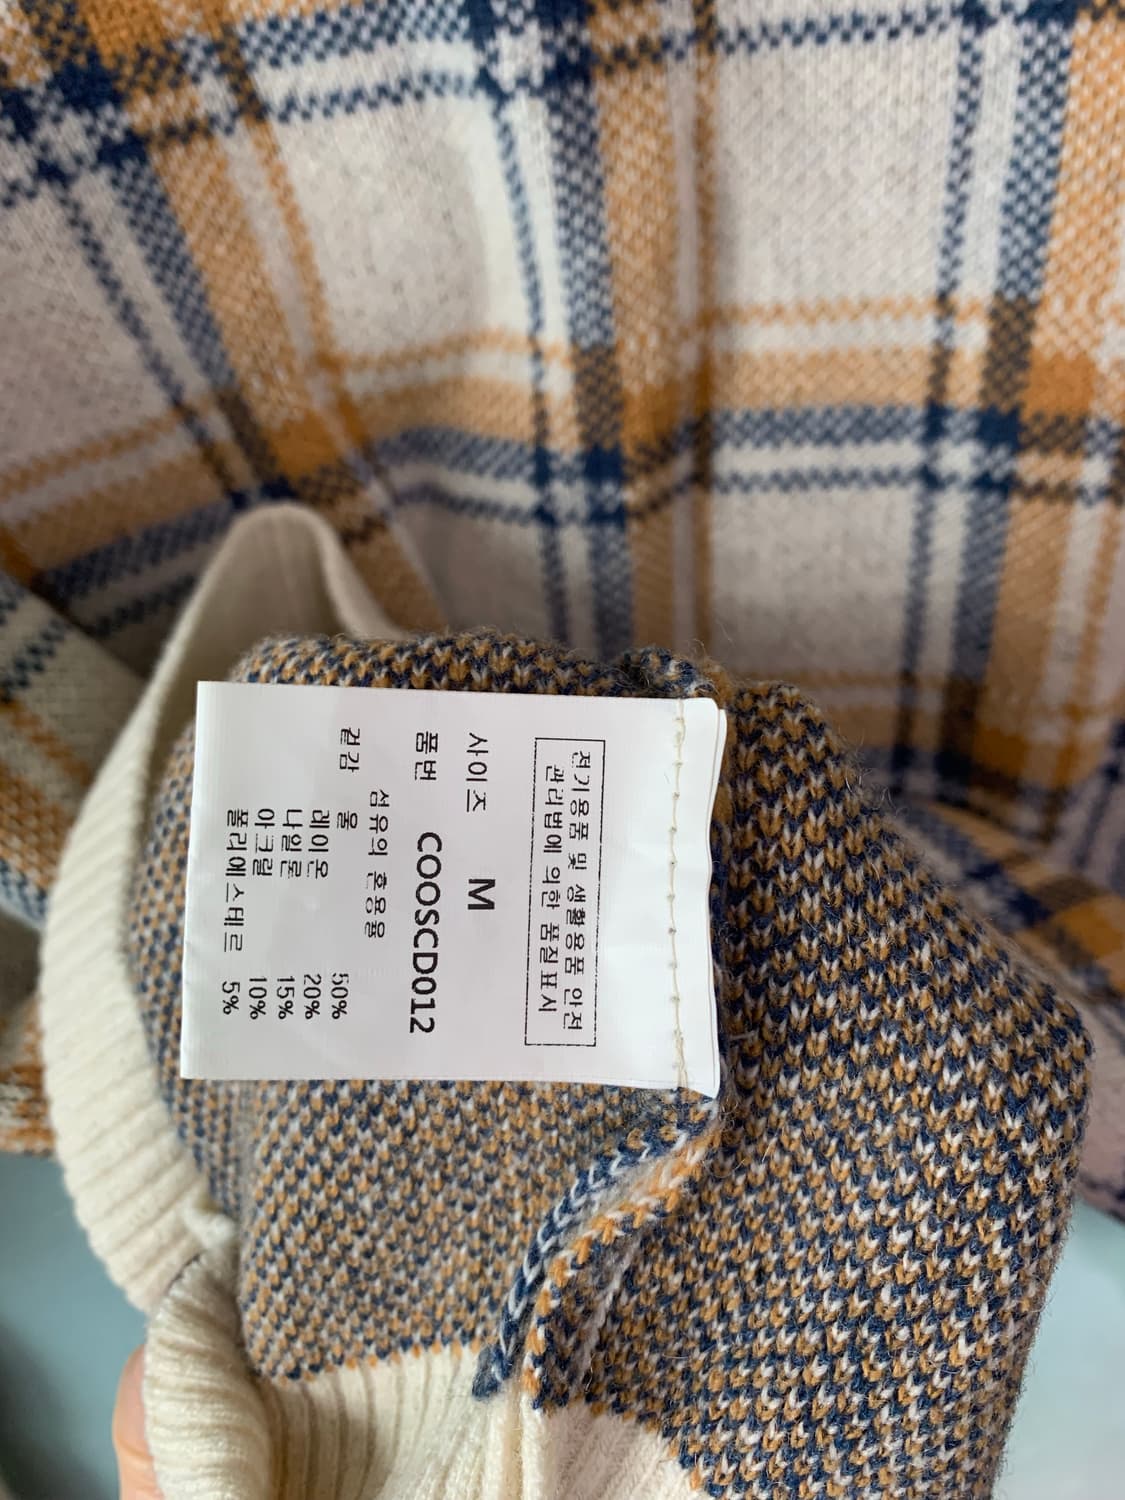 전기용품 및 생활용품 안전
관리법에 의한 품질표시
사이즈 M
품번 COOSCD012
섬유의 혼용율
겉감 울 50%
레이온 20%
나일론 15%
아크릴 10%
폴리에스테르 5%